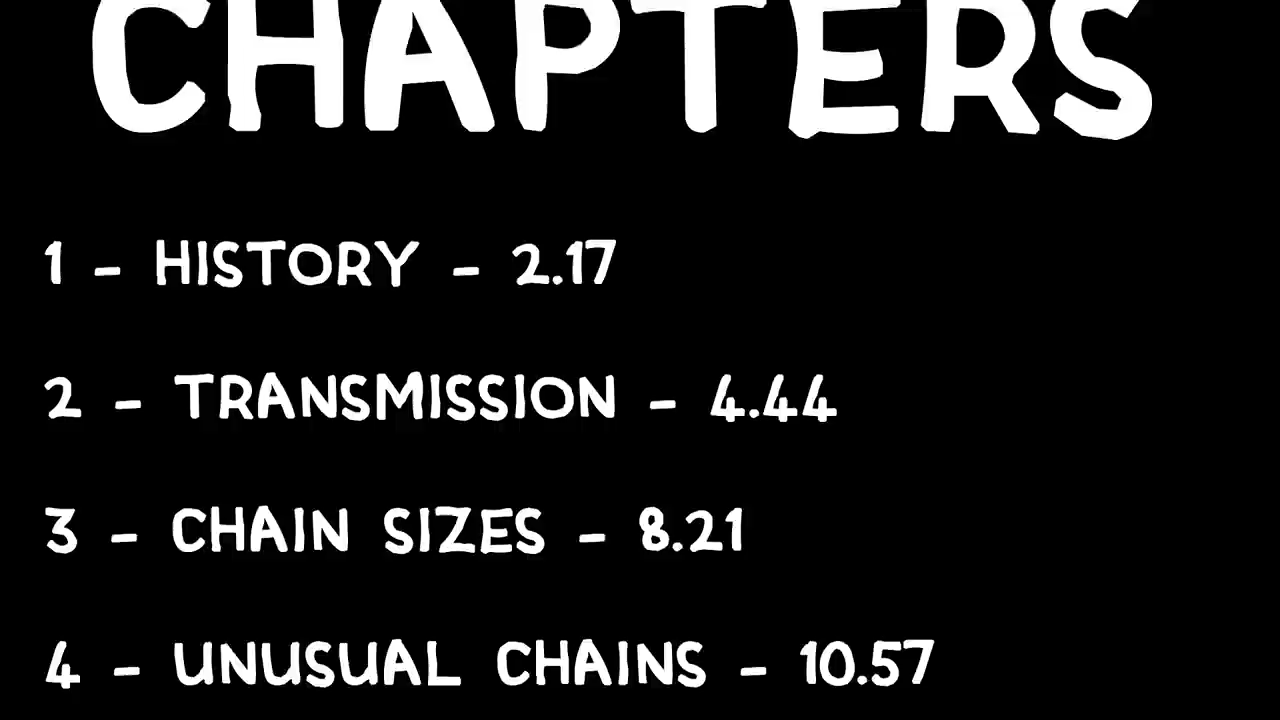 CHAPTERS
1 - HISTORY - 2.17
2 - TRANSMISSION - 4.44
3 - CHAIN SIZES - 8.21
4 - UNUSUAL CHAINS - 10.57